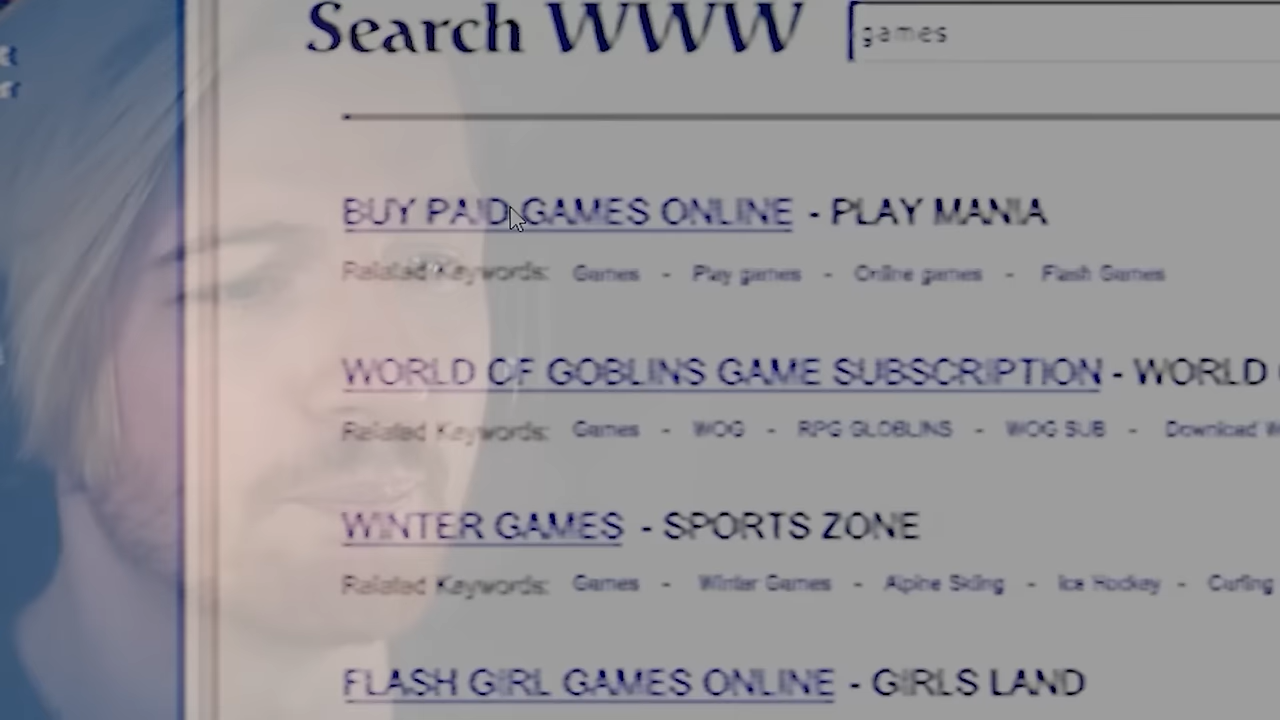 Search WWW games
BUY PAID GAMES ONLINE - PLAY MANIA
Related Keywords: Games - Play games - Online games - Flash Games
WORLD OF GOBLINS GAME SUBSCRIPTION - WORLD
Related Keywords: Games - WOG - RPG GLOBLINS - WOG SUB - Download
WINTER GAMES - SPORTS ZONE
Related Keywords: Games - Winter Games - Alpine Skiing - Ice Hockey - Curling
FLASH GIRL GAMES ONLINE - GIRLS LAND